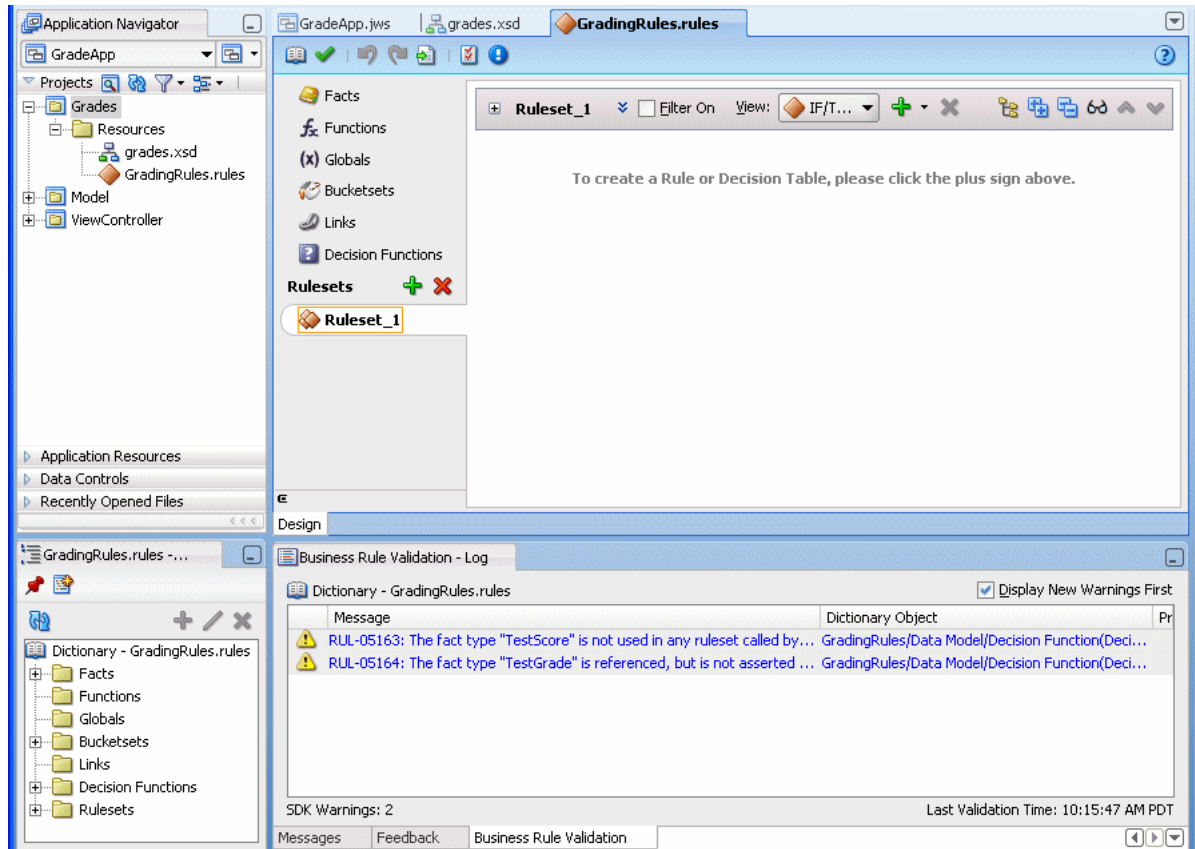 Application Navigator
GradeApp
Projects
Grades
Resources
grades.xsd
GradingRules.rules
Model
ViewController
Application Resources
Data Controls
Recently Opened Files
GradeApp.jws
grades.xsd
GradingRules.rules
Facts
Functions
(x) Globals
Bucketsets
Links
Decision Functions
Rulesets
Ruleset_1
Ruleset_1
Filter On
View:
IF/T...
To create a Rule or Decision Table, please click the plus sign above.
Design
GradingRules.rules -...
Dictionary - GradingRules.rules
Facts
Functions
Globals
Bucketsets
Links
Decision Functions
Rulesets
Business Rule Validation - Log
Dictionary - GradingRules.rules
Display New Warnings First
Message
Dictionary Object
Pr
RUL-05163: The fact type "TestScore" is not used in any ruleset called by... GradingRules/Data Model/Decision Function(Deci...
RUL-05164: The fact type "TestGrade" is referenced, but is not asserted ... GradingRules/Data Model/Decision Function(Deci...
SDK Warnings: 2
Last Validation Time: 10:15:47 AM PDT
Messages
Feedback
Business Rule Validation